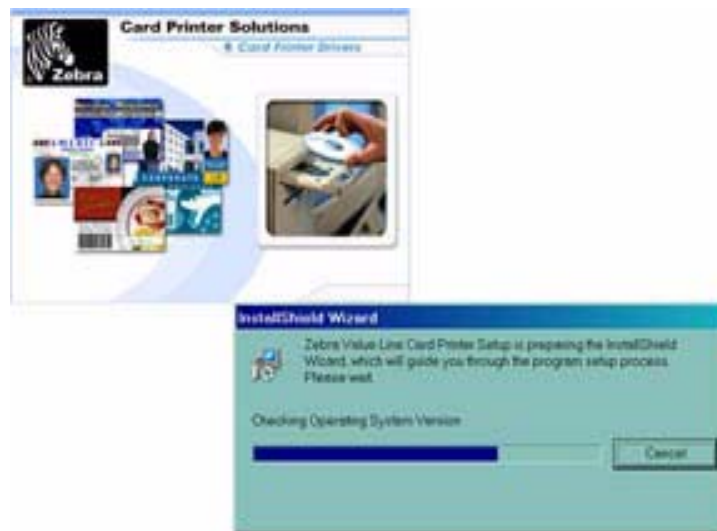 Card Printer Solutions
Card Printer Drivers
Zebra
CORPORATE
InstallShield Wizard
Zebra Value Line Card Printer Setup is preparing the InstallShield
Wizard, which will guide you through the program setup process.
Please wait.
Checking Operating System Version
Cancel